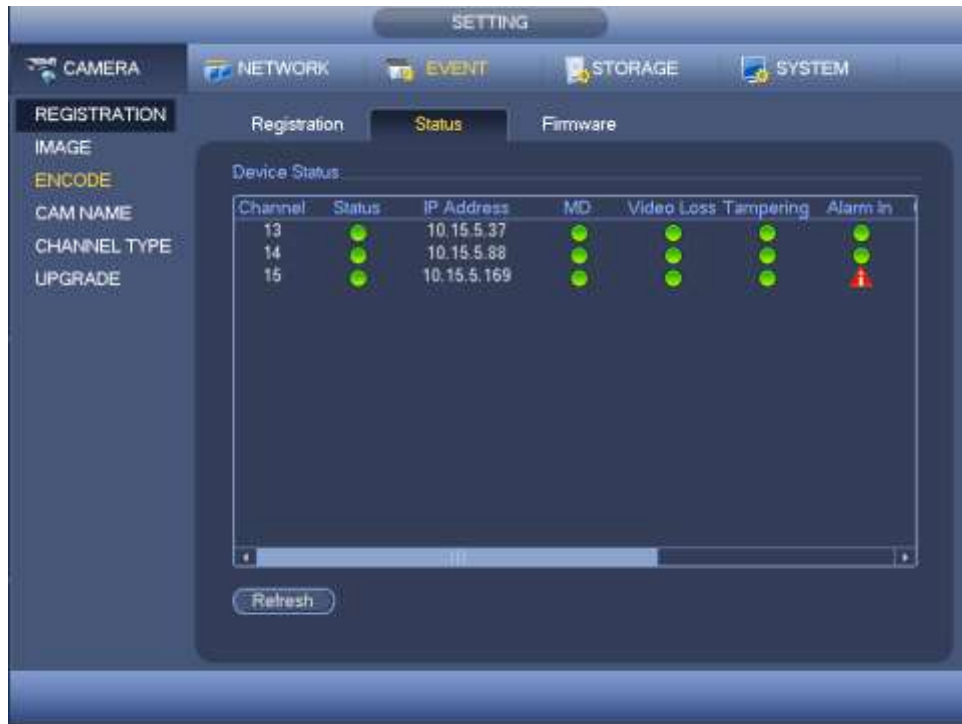 SETTING
CAMERA NETWORK EVENT STORAGE SYSTEM
REGISTRATION
IMAGE
ENCODE
CAM NAME
CHANNEL TYPE
UPGRADE
Registration Status Firmware
Device Status
Channel Status IP Address MD Video Loss Tampering Alarm In
13 10.15.5.37
14 10.15.5.88
15 10.15.5.169
Refresh